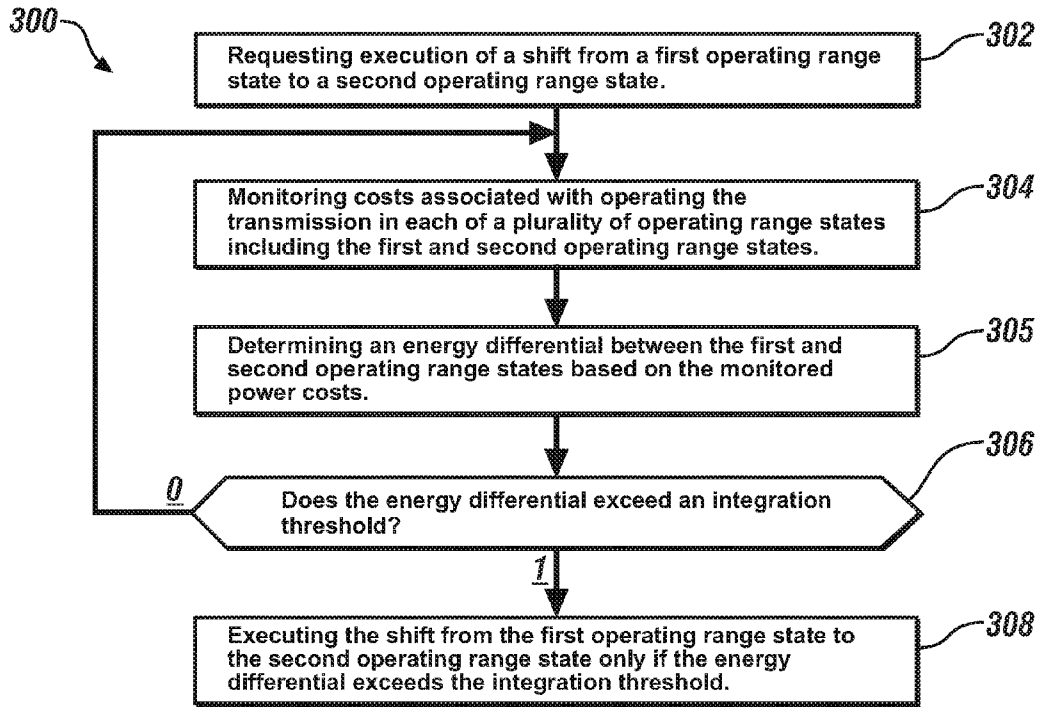 300
302
Requesting execution of a shift from a first operating range
state to a second operating range state.
304
Monitoring costs associated with operating the
transmission in each of a plurality of operating range states
including the first and second operating range states.
305
Determining an energy differential between the first and
second operating range states based on the monitored
power costs.
306
0
Does the energy differential exceed an integration
threshold?
1
308
Executing the shift from the first operating range state to
the second operating range state only if the energy
differential exceeds the integration threshold.